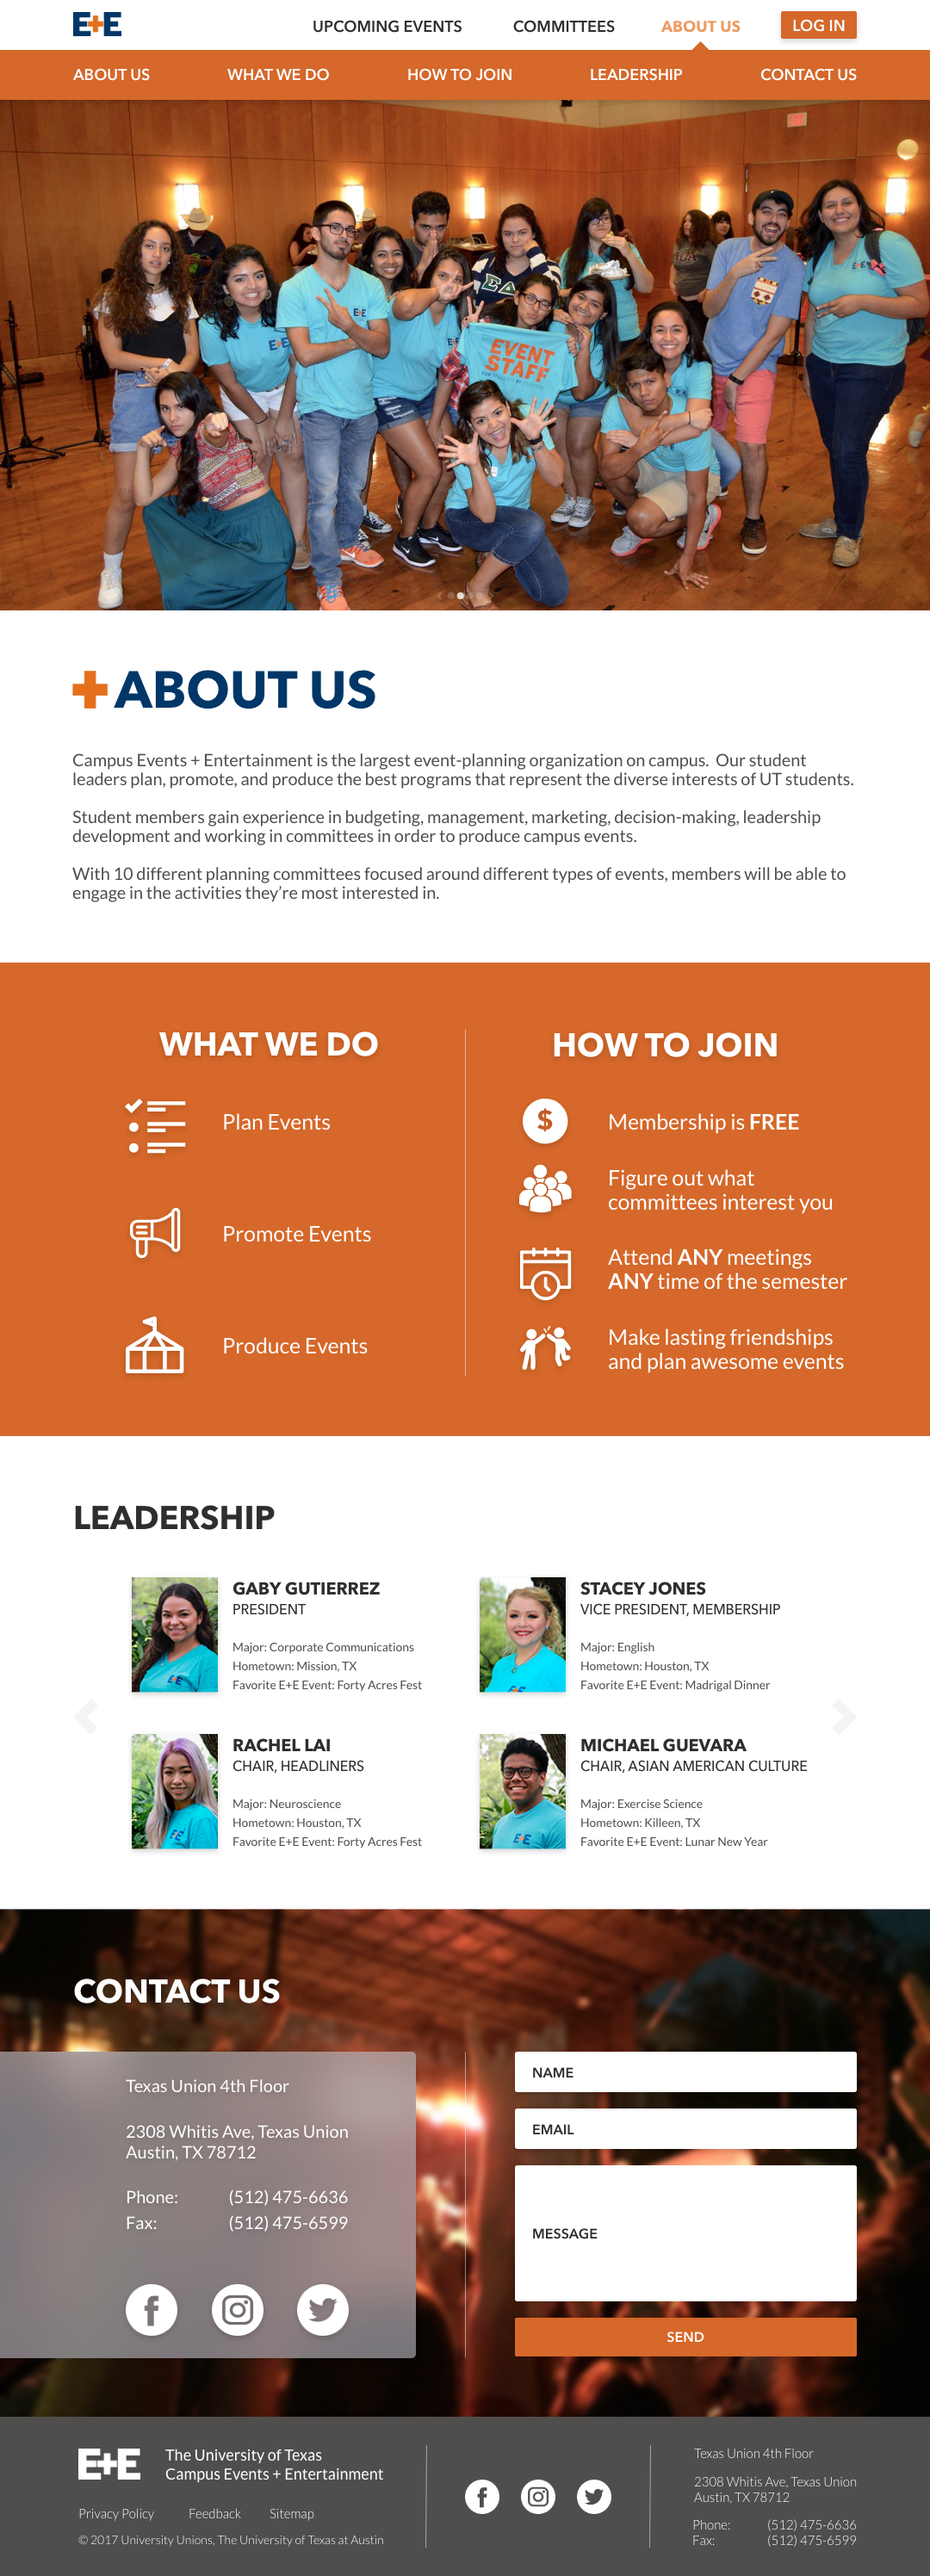 E+E
UPCOMING EVENTS
COMMITTEES
ABOUT US
LOG IN
ABOUT US
WHAT WE DO
HOW TO JOIN
LEADERSHIP
CONTACT US
E+E
E+E
E+E
EVENT
STAFF
+ABOUT US
Campus Events + Entertainment is the largest event-planning organization on campus.  Our student
leaders plan, promote, and produce the best programs that represent the diverse interests of UT students.
Student members gain experience in budgeting, management, marketing, decision-making, leadership
development and working in committees in order to produce campus events.
With 10 different planning committees focused around different types of events, members will be able to
engage in the activities they’re most interested in.
WHAT WE DO
Plan Events
Promote Events
Produce Events
HOW TO JOIN
$
Membership is FREE
Figure out what
committees interest you
Attend ANY meetings
ANY time of the semester
Make lasting friendships
and plan awesome events
LEADERSHIP
GABY GUTIERREZ
PRESIDENT
Major: Corporate Communications
Hometown: Mission, TX
Favorite E+E Event: Forty Acres Fest
E+E
STACEY JONES
VICE PRESIDENT, MEMBERSHIP
Major: English
Hometown: Houston, TX
Favorite E+E Event: Madrigal Dinner
E+E
RACHEL LAI
CHAIR, HEADLINERS
Major: Neuroscience
Hometown: Houston, TX
Favorite E+E Event: Forty Acres Fest
E+E
MICHAEL GUEVARA
CHAIR, ASIAN AMERICAN CULTURE
Major: Exercise Science
Hometown: Killeen, TX
Favorite E+E Event: Lunar New Year
E+E
CONTACT US
Texas Union 4th Floor
2308 Whitis Ave, Texas Union
Austin, TX 78712
Phone: (512) 475-6636
Fax: (512) 475-6599
NAME
EMAIL
MESSAGE
SEND
E+E
The University of Texas
Campus Events + Entertainment
Privacy Policy
Feedback
Sitemap
© 2017 University Unions, The University of Texas at Austin
Texas Union 4th Floor
2308 Whitis Ave, Texas Union
Austin, TX 78712
Phone: (512) 475-6636
Fax: (512) 475-6599